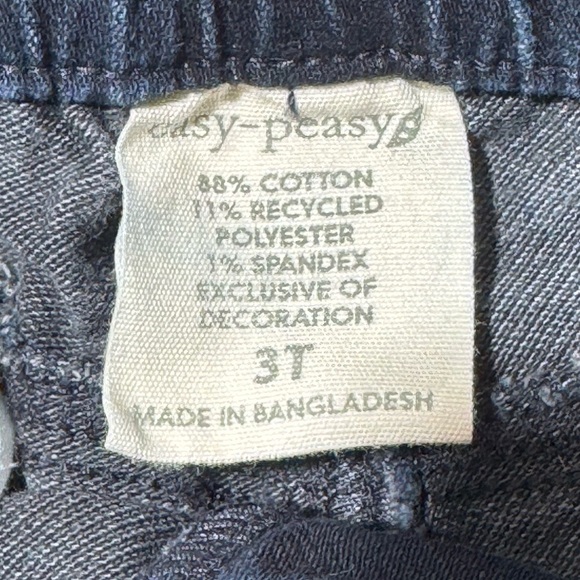 easy-peasy
88% COTTON
11% RECYCLED
POLYESTER
1% SPANDEX
EXCLUSIVE OF
DECORATION
3T
MADE IN BANGLADESH